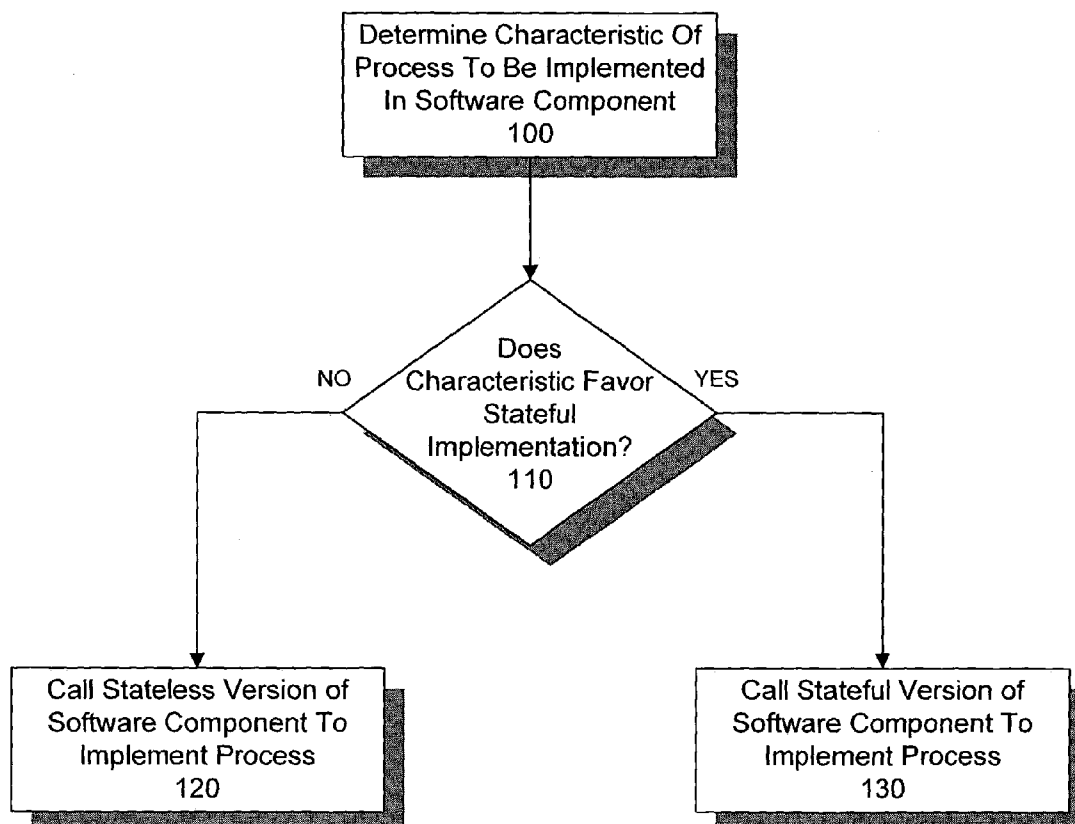 Determine Characteristic Of
Process To Be Implemented
In Software Component
100
Does
Characteristic Favor
Stateful
Implementation?
110
NO
YES
Call Stateless Version of
Software Component To
Implement Process
120
Call Stateful Version of
Software Component To
Implement Process
130